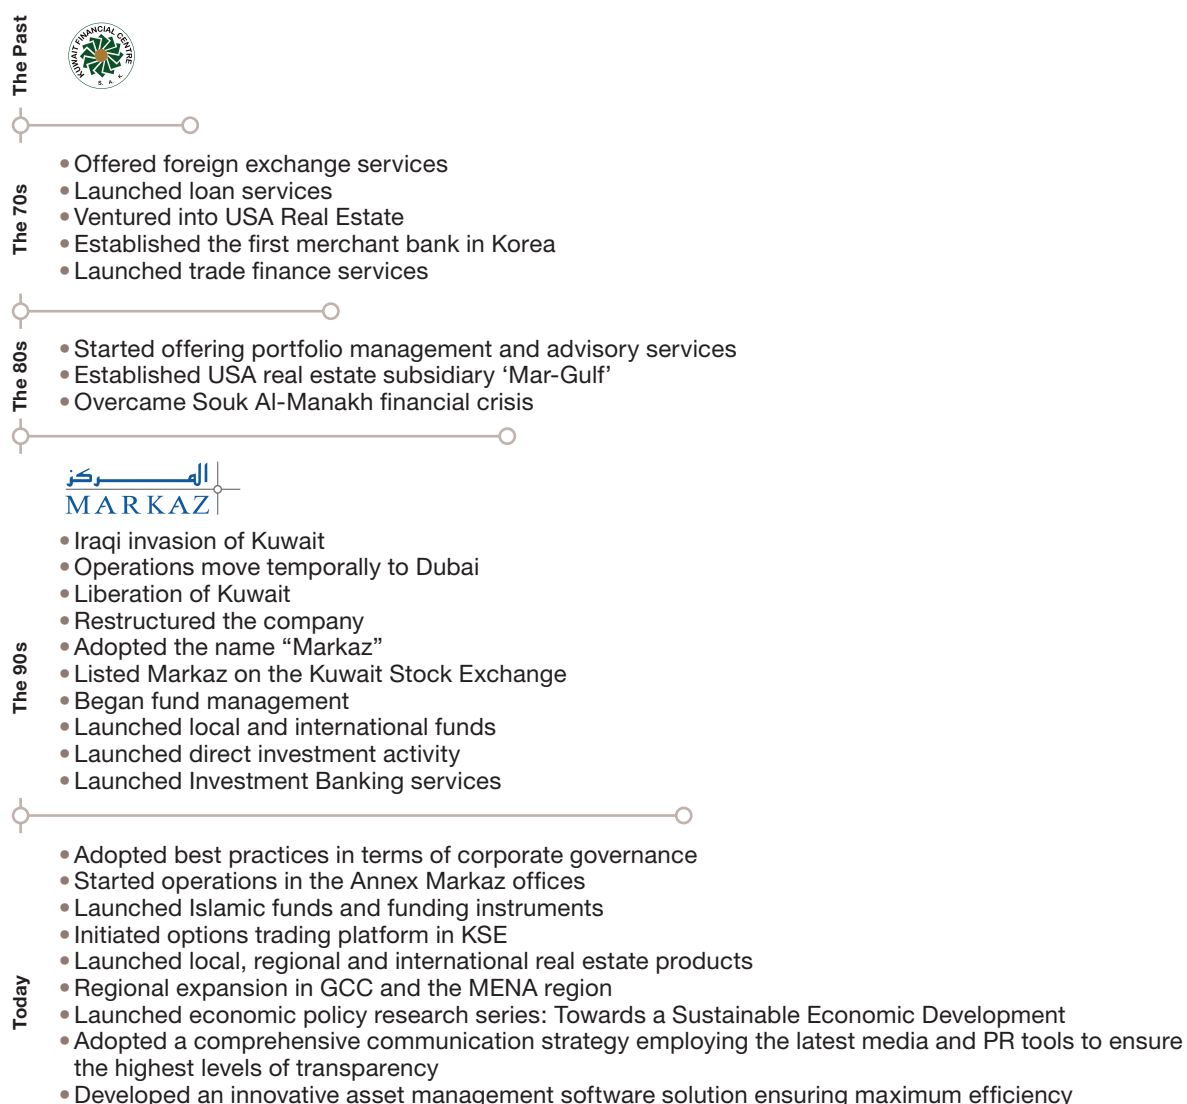 The Past
KUWAIT FINANCIAL CENTRE
S. A. K.
The 70s
• Offered foreign exchange services
• Launched loan services
• Ventured into USA Real Estate
• Established the first merchant bank in Korea
• Launched trade finance services
The 80s
• Started offering portfolio management and advisory services
• Established USA real estate subsidiary ‘Mar-Gulf’
• Overcame Souk Al-Manakh financial crisis
المركز
MARKAZ
The 90s
• Iraqi invasion of Kuwait
• Operations move temporally to Dubai
• Liberation of Kuwait
• Restructured the company
• Adopted the name “Markaz”
• Listed Markaz on the Kuwait Stock Exchange
• Began fund management
• Launched local and international funds
• Launched direct investment activity
• Launched Investment Banking services
Today
• Adopted best practices in terms of corporate governance
• Started operations in the Annex Markaz offices
• Launched Islamic funds and funding instruments
• Initiated options trading platform in KSE
• Launched local, regional and international real estate products
• Regional expansion in GCC and the MENA region
• Launched economic policy research series: Towards a Sustainable Economic Development
• Adopted a comprehensive communication strategy employing the latest media and PR tools to ensure
the highest levels of transparency
• Developed an innovative asset management software solution ensuring maximum efficiency